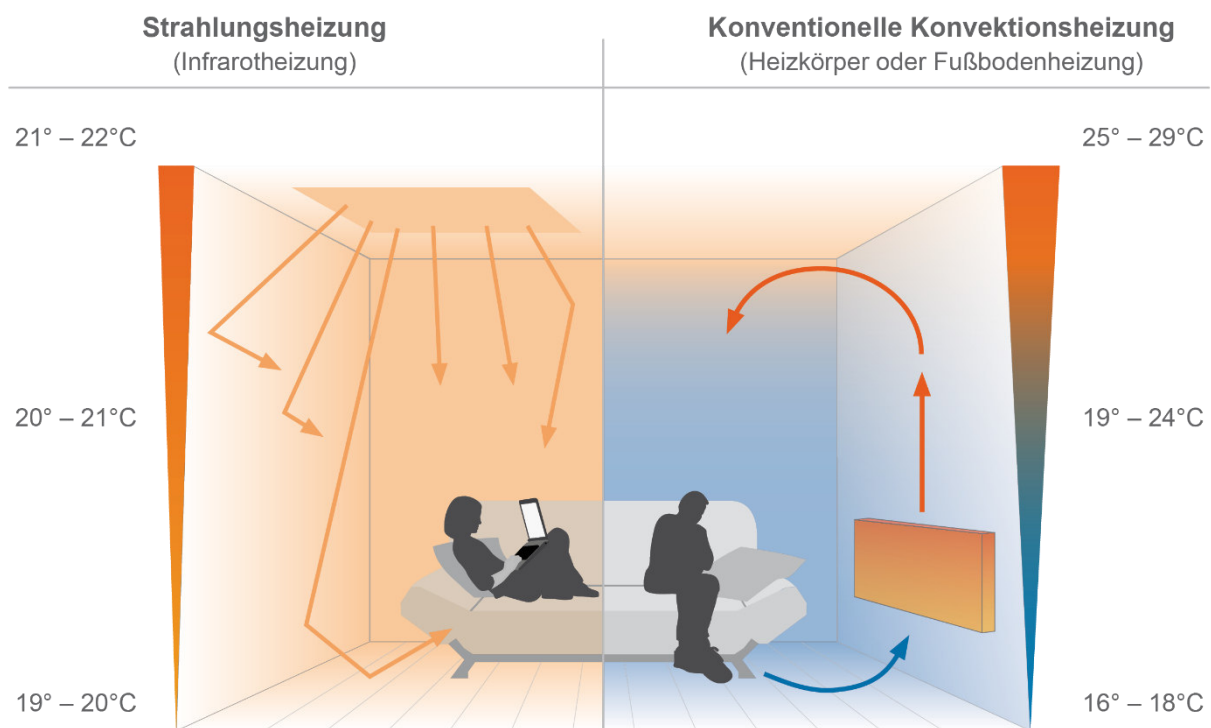 Strahlungsheizung
(Infrarotheizung)
Konventionelle Konvektionsheizung
(Heizkörper oder Fußbodenheizung)
21° – 22°C
25° – 29°C
20° – 21°C
19° – 24°C
19° – 20°C
16° – 18°C